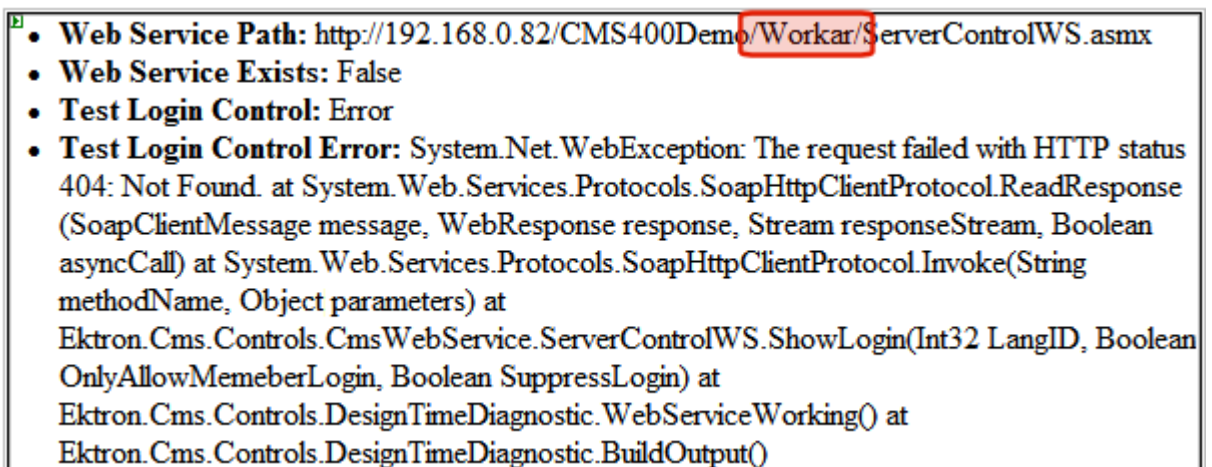 • Web Service Path: http://192.168.0.82/CMS400Demo/Workar/ServerControlWS.asmx
• Web Service Exists: False
• Test Login Control: Error
• Test Login Control Error: System.Net.WebException: The request failed with HTTP status
404: Not Found. at System.Web.Services.Protocols.SoapHttpClientProtocol.ReadResponse
(SoapClientMessage message, WebResponse response, Stream responseStream, Boolean
asyncCall) at System.Web.Services.Protocols.SoapHttpClientProtocol.Invoke(String
methodName, Object parameters) at
Ektron.Cms.Controls.CmsWebService.ServerControlWS.ShowLogin(Int32 LangID, Boolean
OnlyAllowMemeberLogin, Boolean SuppressLogin) at
Ektron.Cms.Controls.DesignTimeDiagnostic.WebServiceWorking() at
Ektron.Cms.Controls.DesignTimeDiagnostic.BuildOutput()